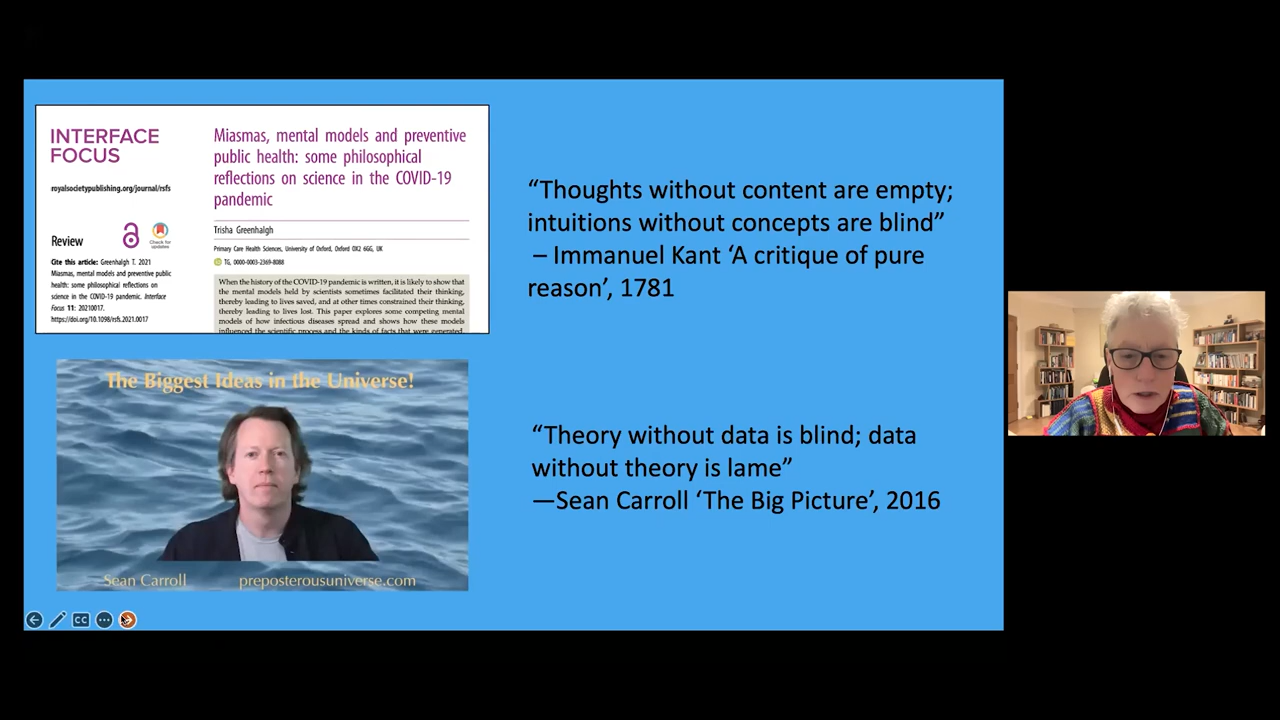 INTERFACE
FOCUS
royalsocietypublishing.org/journal/rsfs
Review
Check for
updates
Cite this article: Greenhalgh T. 2021
Miasmas, mental models and preventive
public health: some philosophical
reflections on science in the COVID-19
pandemic. Interface
Focus 11: 20210017.
https://doi.org/10.1098/rsfs.2021.0017
Miasmas, mental models and preventive
public health: some philosophical
reflections on science in the COVID-19
pandemic
Trisha Greenhalgh
Primary Care Health Sciences, University of Oxford, Oxford OX2 6GG, UK
TG, 0000-0003-2369-8088
When the history of the COVID-19 pandemic is written, it is likely to show that
the mental models held by scientists sometimes facilitated their thinking,
thereby leading to lives saved, and at other times constrained their thinking,
thereby leading to lives lost. This paper explores some competing mental
models of how infectious diseases spread and shows how these models
influenced the scientific process and the kinds of facts that were generated,
“Thoughts without content are empty;
intuitions without concepts are blind”
– Immanuel Kant ‘A critique of pure
reason’, 1781
The Biggest Ideas in the Universe!
Sean Carroll preposterousuniverse.com
“Theory without data is blind; data
without theory is lame”
—Sean Carroll ‘The Big Picture’, 2016
CC